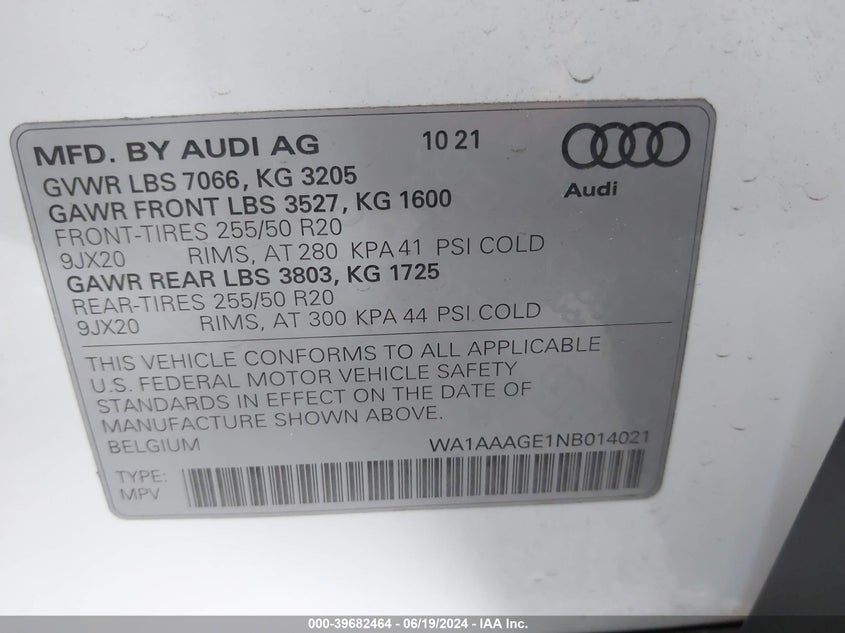 MFD. BY AUDI AG 10 21
Audi
GVWR LBS 7066, KG 3205
GAWR FRONT LBS 3527, KG 1600
FRONT-TIRES 255/50 R20
9JX20 RIMS, AT 280 KPA 41 PSI COLD
GAWR REAR LBS 3803, KG 1725
REAR-TIRES 255/50 R20
9JX20 RIMS, AT 300 KPA 44 PSI COLD
THIS VEHICLE CONFORMS TO ALL APPLICABLE
U.S. FEDERAL MOTOR VEHICLE SAFETY
STANDARDS IN EFFECT ON THE DATE OF
MANUFACTURE SHOWN ABOVE.
BELGIUM WA1AAAGE1NB014021
TYPE:
MPV
000-39682464 - 06/19/2024 - IAA Inc.